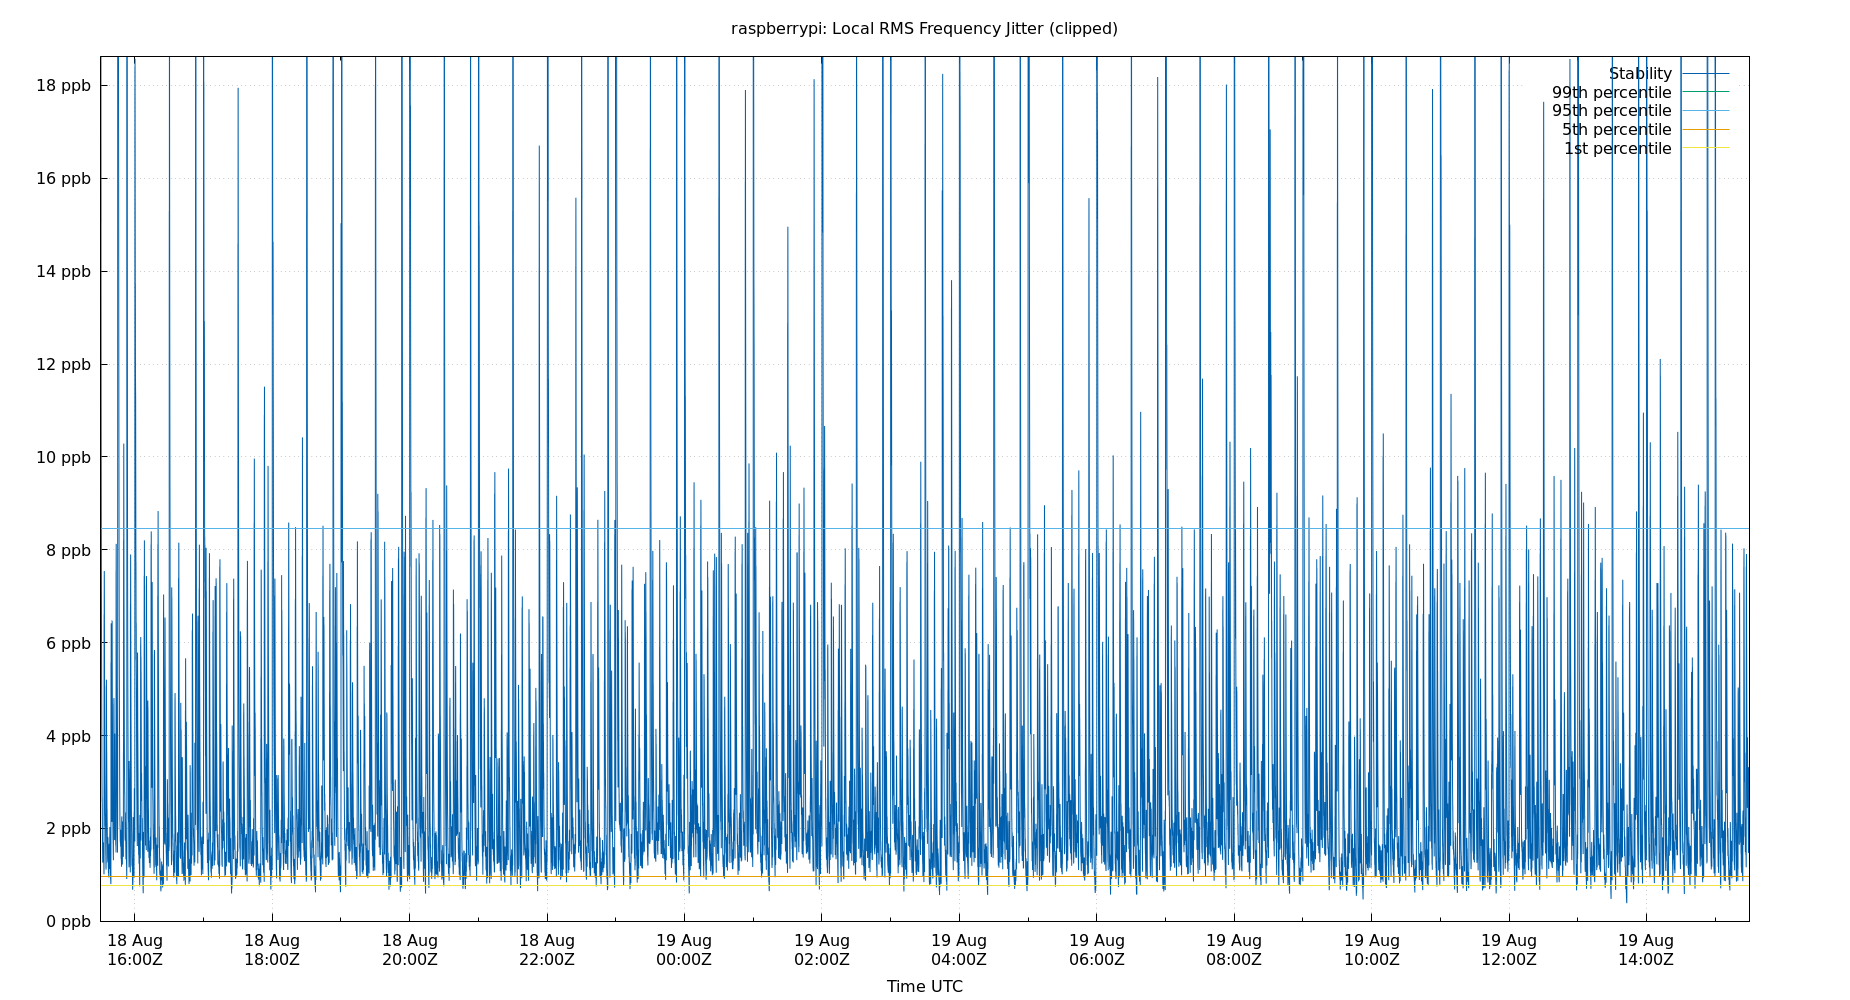 raspberrypi: Local RMS Frequency Jitter (clipped)
Stability
99th percentile
95th percentile
5th percentile
1st percentile
18 ppb
16 ppb
14 ppb
12 ppb
10 ppb
8 ppb
6 ppb
4 ppb
2 ppb
0 ppb
18 Aug 18 Aug 18 Aug 18 Aug 19 Aug 19 Aug 19 Aug 19 Aug 19 Aug 19 Aug 19 Aug 19 Aug
16:00Z 18:00Z 20:00Z 22:00Z 00:00Z 02:00Z 04:00Z 06:00Z 08:00Z 10:00Z 12:00Z 14:00Z
Time UTC